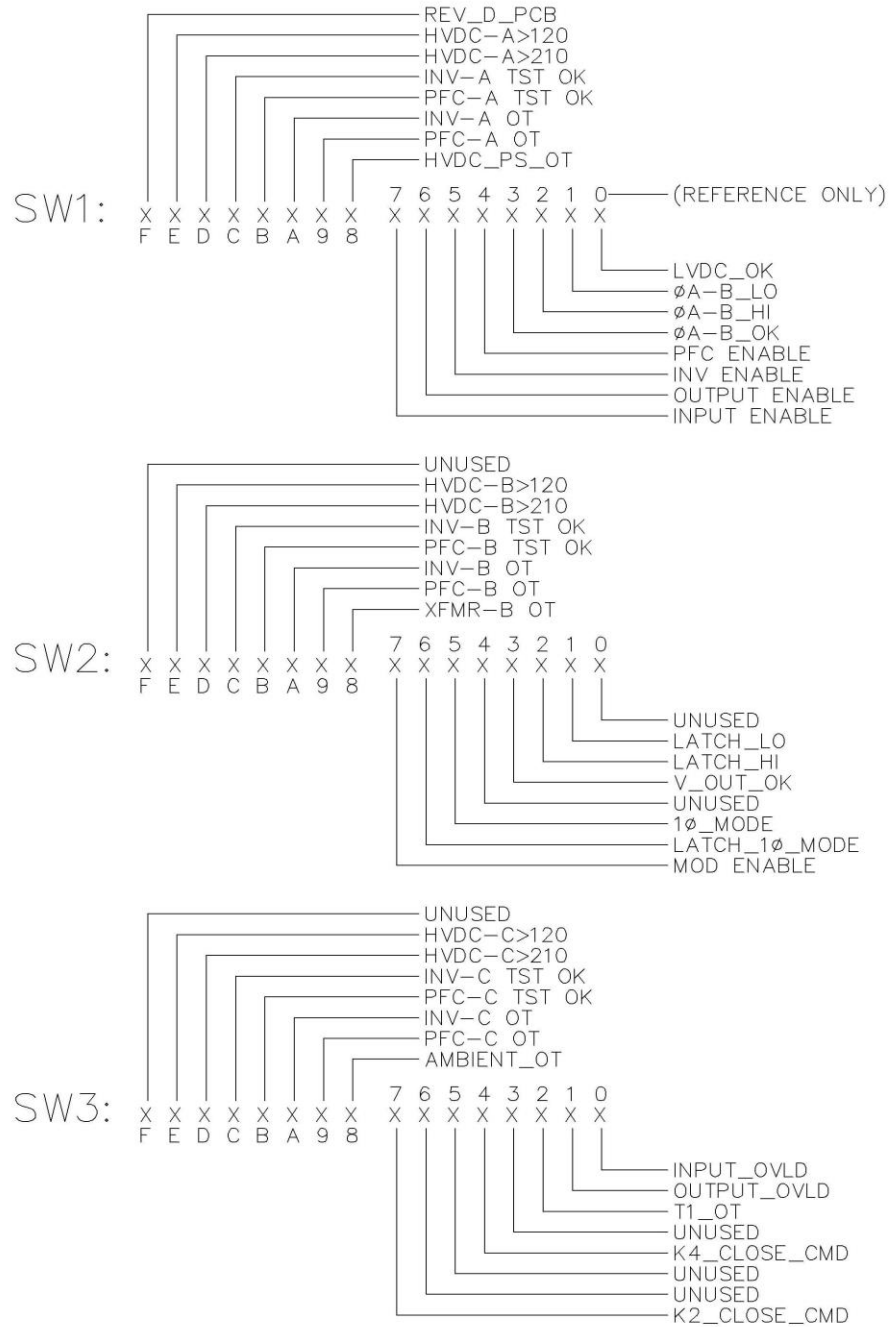 REV_D_PCB
HVDC-A>120
HVDC-A>210
INV-A TST OK
PFC-A TST OK
INV-A OT
PFC-A OT
HVDC_PS_OT
7 6 5 4 3 2 1 0 (REFERENCE ONLY)
SW1: X X X X X X X X X X X X X X X X
F E D C B A 9 8
LVDC_OK
ØA-B_LO
ØA-B_HI
ØA-B_OK
PFC ENABLE
INV ENABLE
OUTPUT ENABLE
INPUT ENABLE
UNUSED
HVDC-B>120
HVDC-B>210
INV-B TST OK
PFC-B TST OK
INV-B OT
PFC-B OT
XFMR-B OT
7 6 5 4 3 2 1 0
SW2: X X X X X X X X X X X X X X X X
F E D C B A 9 8
UNUSED
LATCH_LO
LATCH_HI
V_OUT_OK
UNUSED
1Ø_MODE
LATCH_1Ø_MODE
MOD ENABLE
UNUSED
HVDC-C>120
HVDC-C>210
INV-C TST OK
PFC-C TST OK
INV-C OT
PFC-C OT
AMBIENT_OT
7 6 5 4 3 2 1 0
SW3: X X X X X X X X X X X X X X X X
F E D C B A 9 8
INPUT_OVLD
OUTPUT_OVLD
T1_OT
UNUSED
K4_CLOSE_CMD
UNUSED
UNUSED
K2_CLOSE_CMD